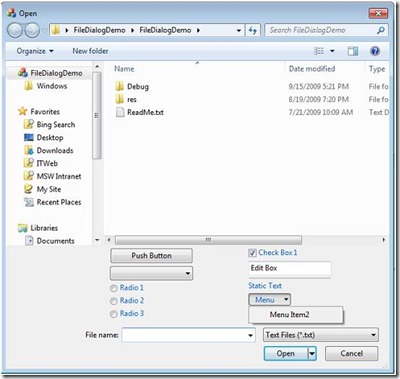 Open
FileDialogDemo FileDialogDemo Search FileDialogDemo
Organize New folder
Name Date modified Type
FileDialogDemo
Windows
Favorites
Bing Search
Desktop
Downloads
ITWeb
MSW Intranet
My Site
Recent Places
Libraries
Documents
Debug 9/15/2009 5:21 PM File fo
res 8/19/2009 7:20 PM File fo
ReadMe.txt 7/21/2009 10:09 AM Text D
Push Button
Check Box1
Edit Box
Static Text
Radio 1
Radio 2
Radio 3
Menu
Menu Item2
File name: Text Files (*.txt)
Open Cancel